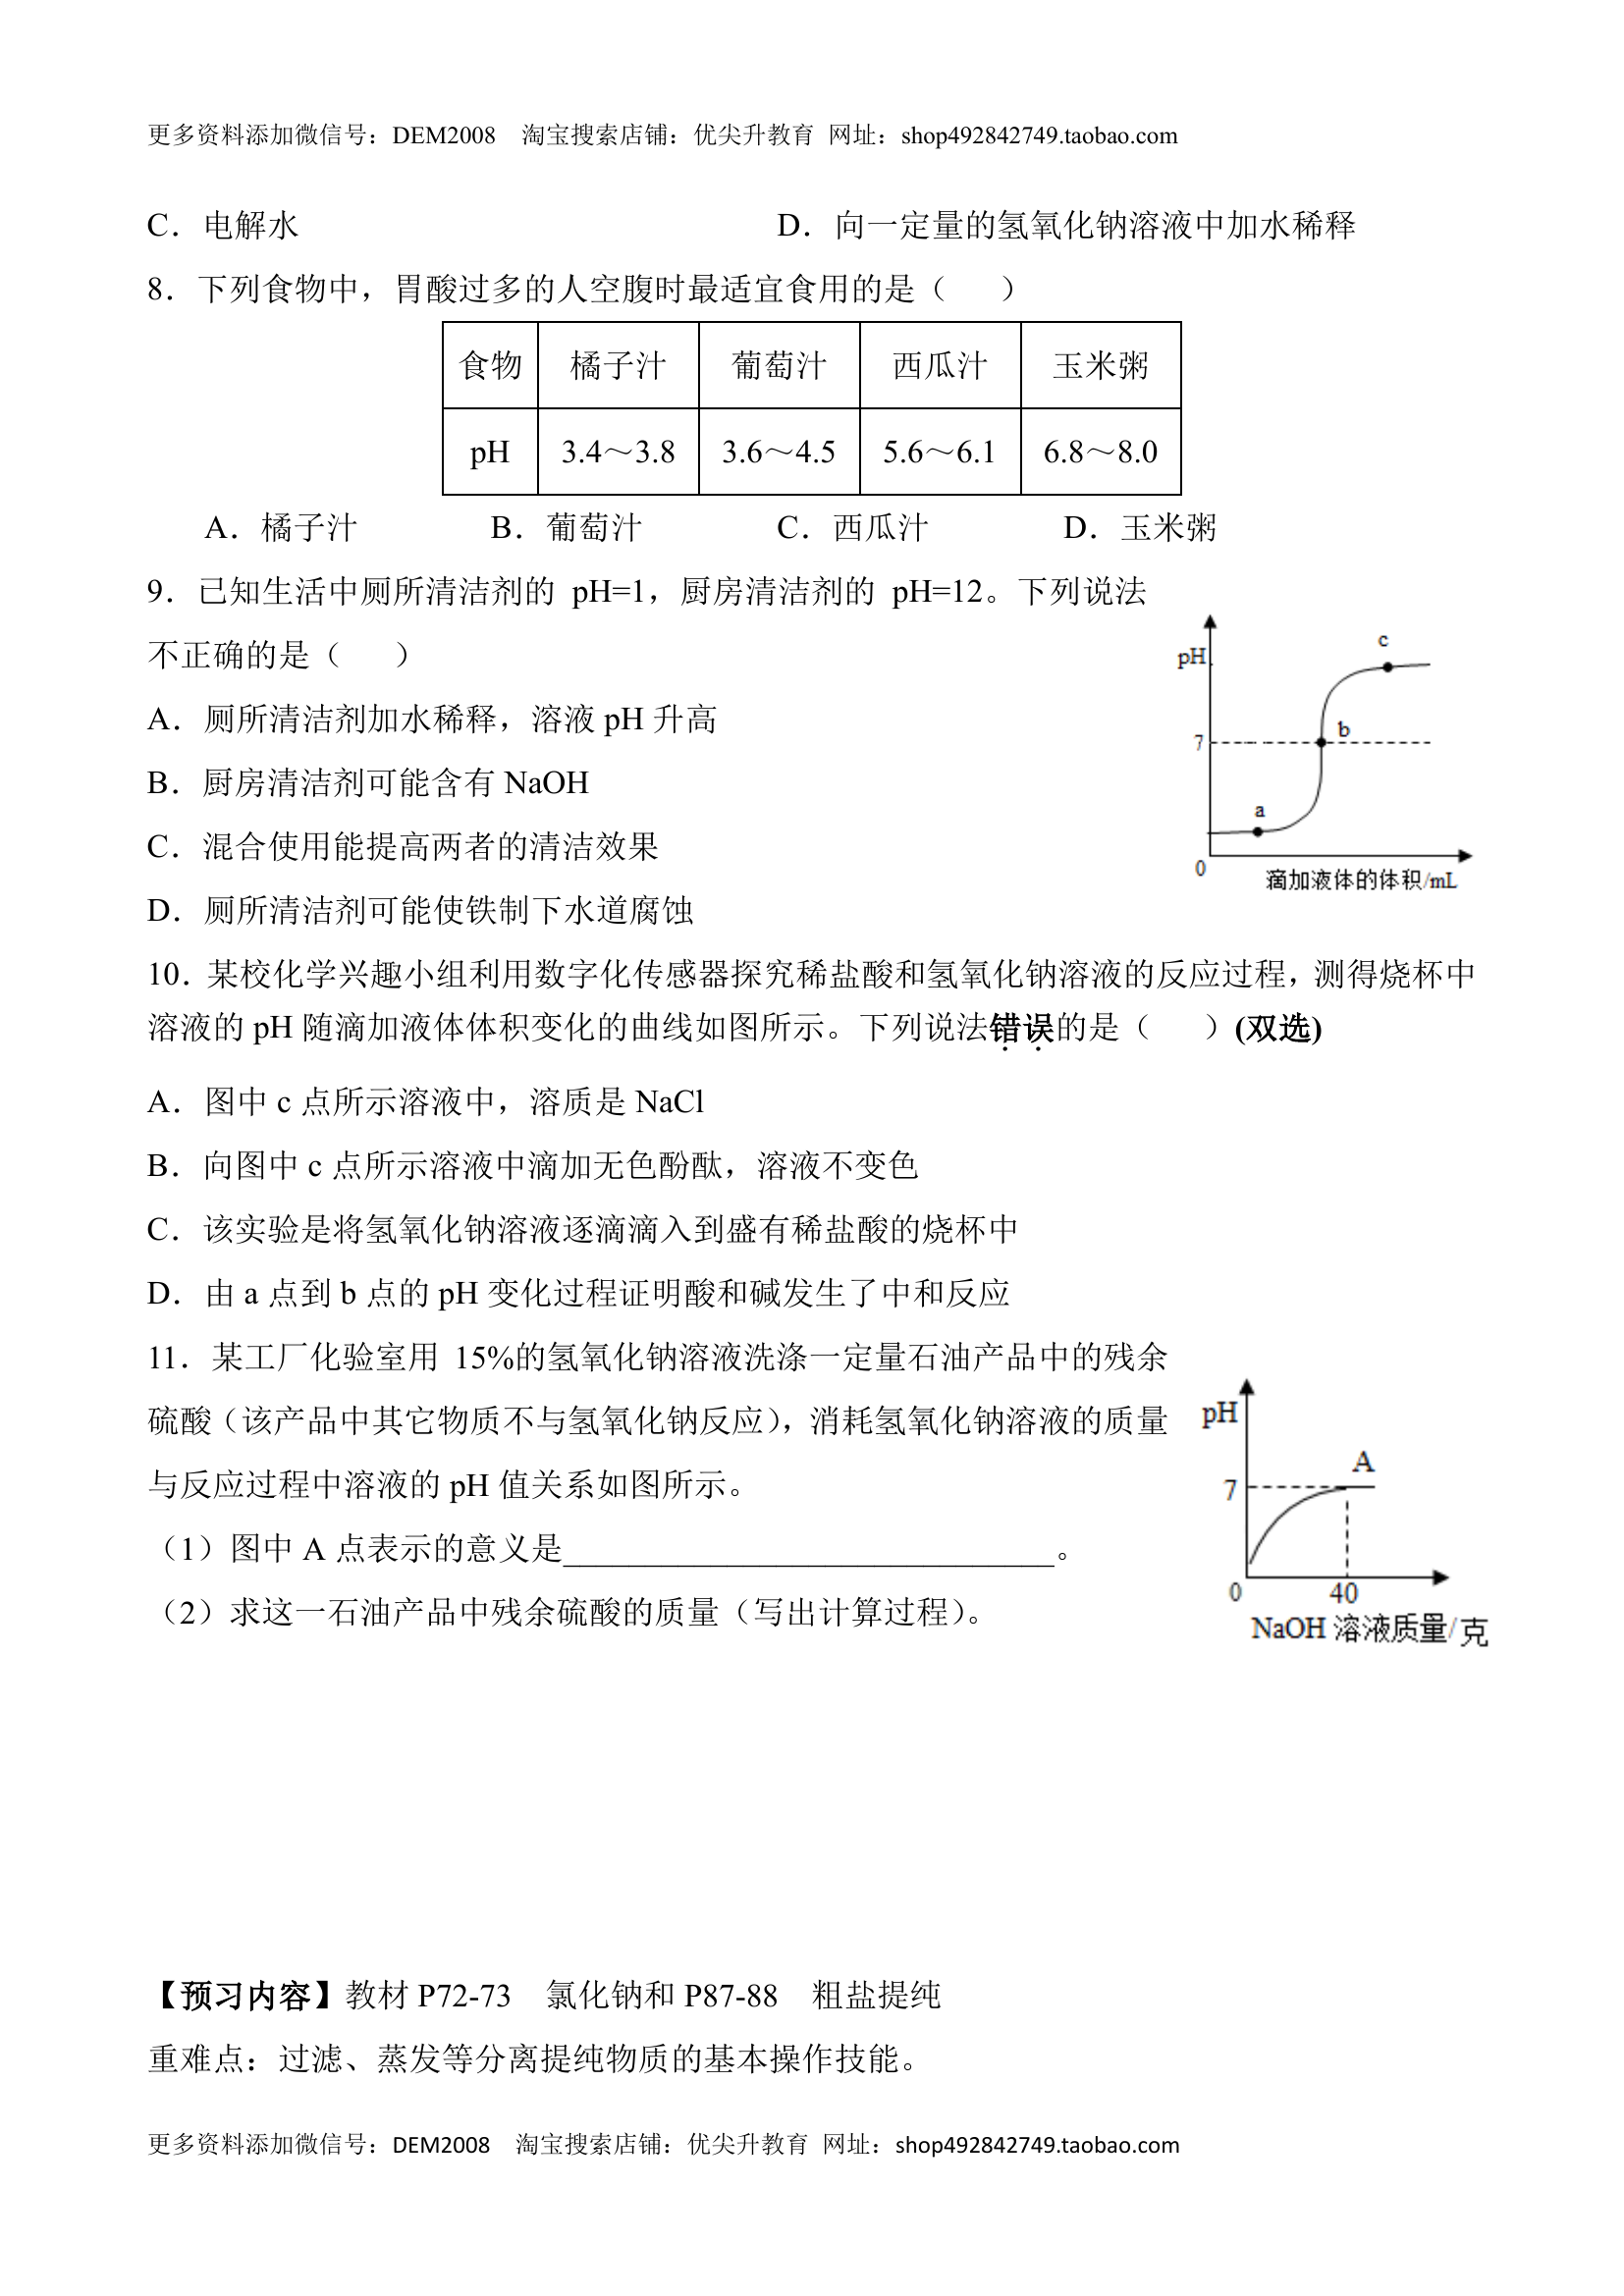 更多资料添加微信号：DEM2008 淘宝搜索店铺：优尖升教育 网址：shop492842749.taobao.com
C．电解水 D．向一定量的氢氧化钠溶液中加水稀释
8．下列食物中，胃酸过多的人空腹时最适宜食用的是（ ）
食物 橘子汁 葡萄汁 西瓜汁 玉米粥
pH 3.4～3.8 3.6～4.5 5.6～6.1 6.8～8.0
A．橘子汁 B．葡萄汁 C．西瓜汁 D．玉米粥
9．已知生活中厕所清洁剂的 pH=1，厨房清洁剂的 pH=12。下列说法
不正确的是（ ）
A．厕所清洁剂加水稀释，溶液 pH 升高
B．厨房清洁剂可能含有 NaOH
C．混合使用能提高两者的清洁效果
D．厕所清洁剂可能使铁制下水道腐蚀
pH
c
7
b
a
0
滴加液体的体积/mL
10．某校化学兴趣小组利用数字化传感器探究稀盐酸和氢氧化钠溶液的反应过程，测得烧杯中
溶液的 pH 随滴加液体体积变化的曲线如图所示。下列说法错误的是（ ）(双选)
A．图中 c 点所示溶液中，溶质是 NaCl
B．向图中 c 点所示溶液中滴加无色酚酞，溶液不变色
C．该实验是将氢氧化钠溶液逐滴滴入到盛有稀盐酸的烧杯中
D．由 a 点到 b 点的 pH 变化过程证明酸和碱发生了中和反应
11．某工厂化验室用 15%的氢氧化钠溶液洗涤一定量石油产品中的残余
硫酸（该产品中其它物质不与氢氧化钠反应），消耗氢氧化钠溶液的质量
与反应过程中溶液的 pH 值关系如图所示。
（1）图中 A 点表示的意义是______________________________。
（2）求这一石油产品中残余硫酸的质量（写出计算过程）。
pH
A
7
0 40
NaOH 溶液质量/克
【预习内容】教材 P72-73 氯化钠和 P87-88 粗盐提纯
重难点：过滤、蒸发等分离提纯物质的基本操作技能。
更多资料添加微信号：DEM2008 淘宝搜索店铺：优尖升教育 网址：shop492842749.taobao.com